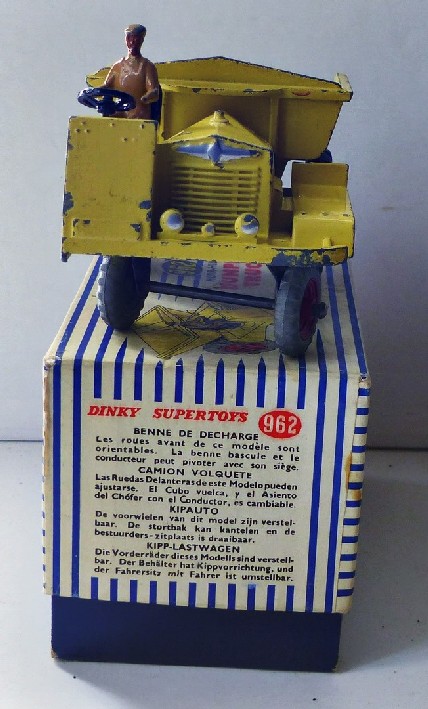 DINKY SUPERTOYS 962
BENNE DE DECHARGE
Les roues avant de ce modèle sont
orientables. La benne bascule et le
conducteur peut pivoter avec son siège.
CAMION VOLQUETE
Las Ruedas Delanteras de este Modelo pueden
ajustarse. El Cubo vuelca, y el Asiento
del Chófer con el Conductor, es cambiable.
KIPAUTO
De voorwielen van dit model zijn verstel-
baar. De stortbak kan kantelen en de
bestuurders-zitplaats is draaibaar.
KIPP-LASTWAGEN
Die Vorderräder dieses Modells sind verstell-
bar. Der Behälter hat Kippvorrichtung, und
der Fahrersitz mit Fahrer ist umstellbar.